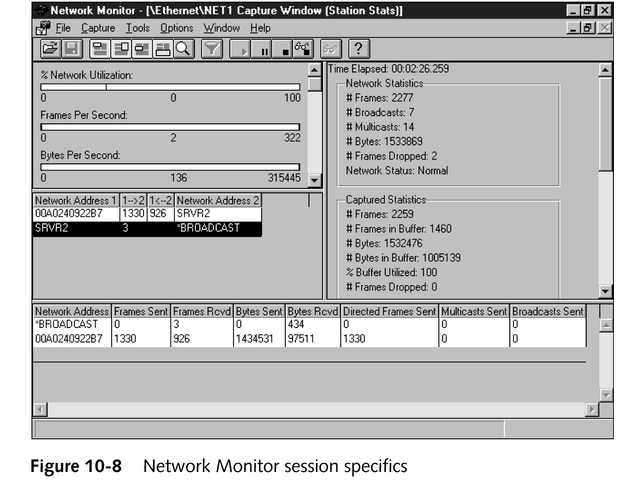 Network Monitor - [\Ethernet\NET1 Capture Window (Station Stats)]
File Capture Tools Options Window Help
% Network Utilization:
0 0 100
Frames Per Second:
0 2 322
Bytes Per Second:
0 136 315445
Network Address 1 1-->2 1<--2 Network Address 2
00A0240922B7 1330 926 SRVR2
SRVR2 3 *BROADCAST
Time Elapsed: 00:02:26.259
Network Statistics
# Frames: 2277
# Broadcasts: 7
# Multicasts: 14
# Bytes: 1533869
# Frames Dropped: 2
Network Status: Normal
Captured Statistics
# Frames: 2259
# Frames in Buffer: 1460
# Bytes: 1532476
# Bytes in Buffer: 1005139
% Buffer Utilized: 100
# Frames Dropped: 0
Network Address Frames Sent Frames Rcvd Bytes Sent Bytes Rcvd Directed Frames Sent Multicasts Sent Broadcasts Sent
*BROADCAST 0 3 0 434 0 0 0
00A0240922B7 1330 926 1434531 97511 1330 0 0
Figure 10-8 Network Monitor session specifics